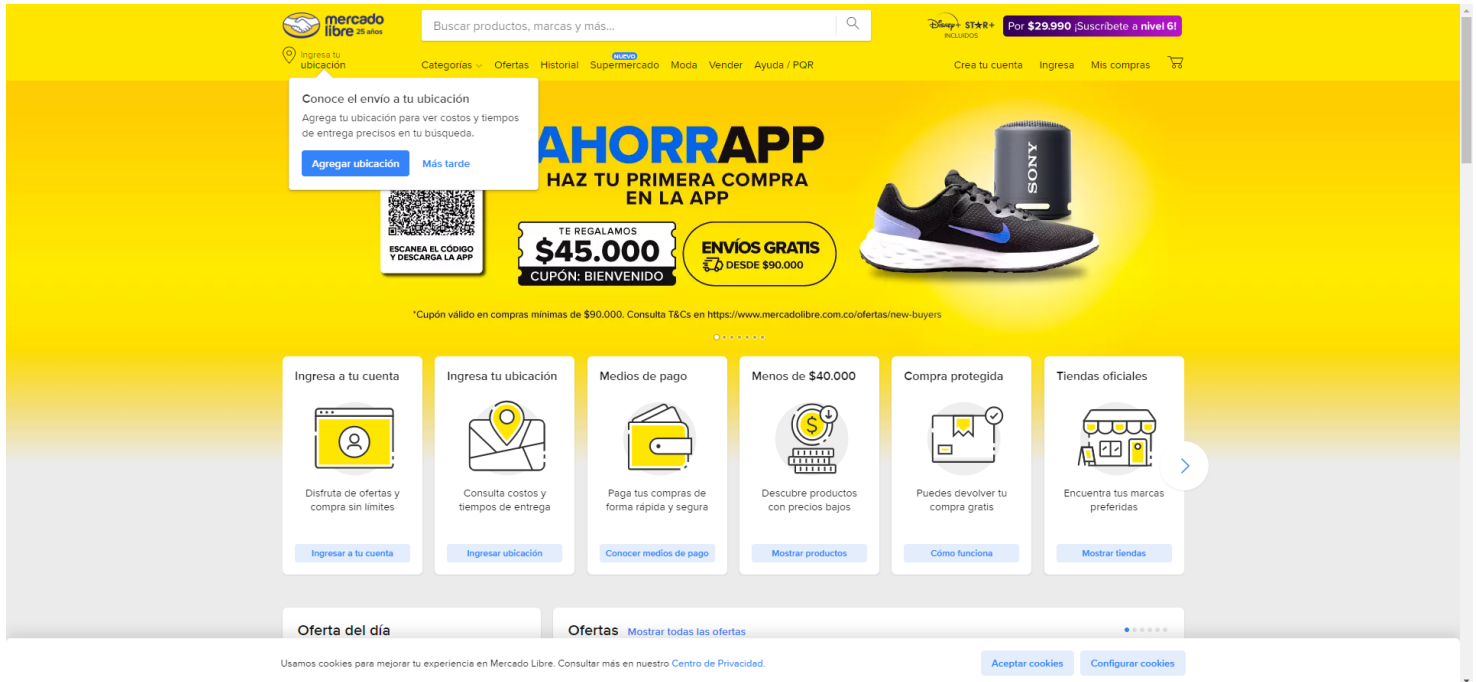 mercado
libre 25 años
Buscar productos, marcas y más...
Disney+ ST★R+
INCLUIDOS
Por $29.990 ¡Suscríbete a nivel 6!
Ingresa tu
ubicación
NUEVO
Categorías Ofertas Historial Supermercado Moda Vender Ayuda / PQR
Crea tu cuenta Ingresa Mis compras
Conoce el envío a tu ubicación
Agrega tu ubicación para ver costos y tiempos
de entrega precisos en tu búsqueda.
Agregar ubicación Más tarde
AHORRAPP
HAZ TU PRIMERA COMPRA
EN LA APP
ESCANEA EL CÓDIGO
Y DESCARGA LA APP
TE REGALAMOS
$45.000
CUPÓN: BIENVENIDO
ENVÍOS GRATIS
DESDE $90.000
SONY
*Cupón válido en compras mínimas de $90.000. Consulta T&Cs en https://www.mercadolibre.com.co/ofertas/new-buyers
Ingresa a tu cuenta
Disfruta de ofertas y
compra sin límites
Ingresar a tu cuenta
Ingresa tu ubicación
Consulta costos y
tiempos de entrega
Ingresar ubicación
Medios de pago
Paga tus compras de
forma rápida y segura
Conocer medios de pago
Menos de $40.000
Descubre productos
con precios bajos
Mostrar productos
Compra protegida
Puedes devolver tu
compra gratis
Cómo funciona
Tiendas oficiales
Encuentra tus marcas
preferidas
Mostrar tiendas
Oferta del día
Ofertas Mostrar todas las ofertas
Usamos cookies para mejorar tu experiencia en Mercado Libre. Consultar más en nuestro Centro de Privacidad.
Aceptar cookies Configurar cookies